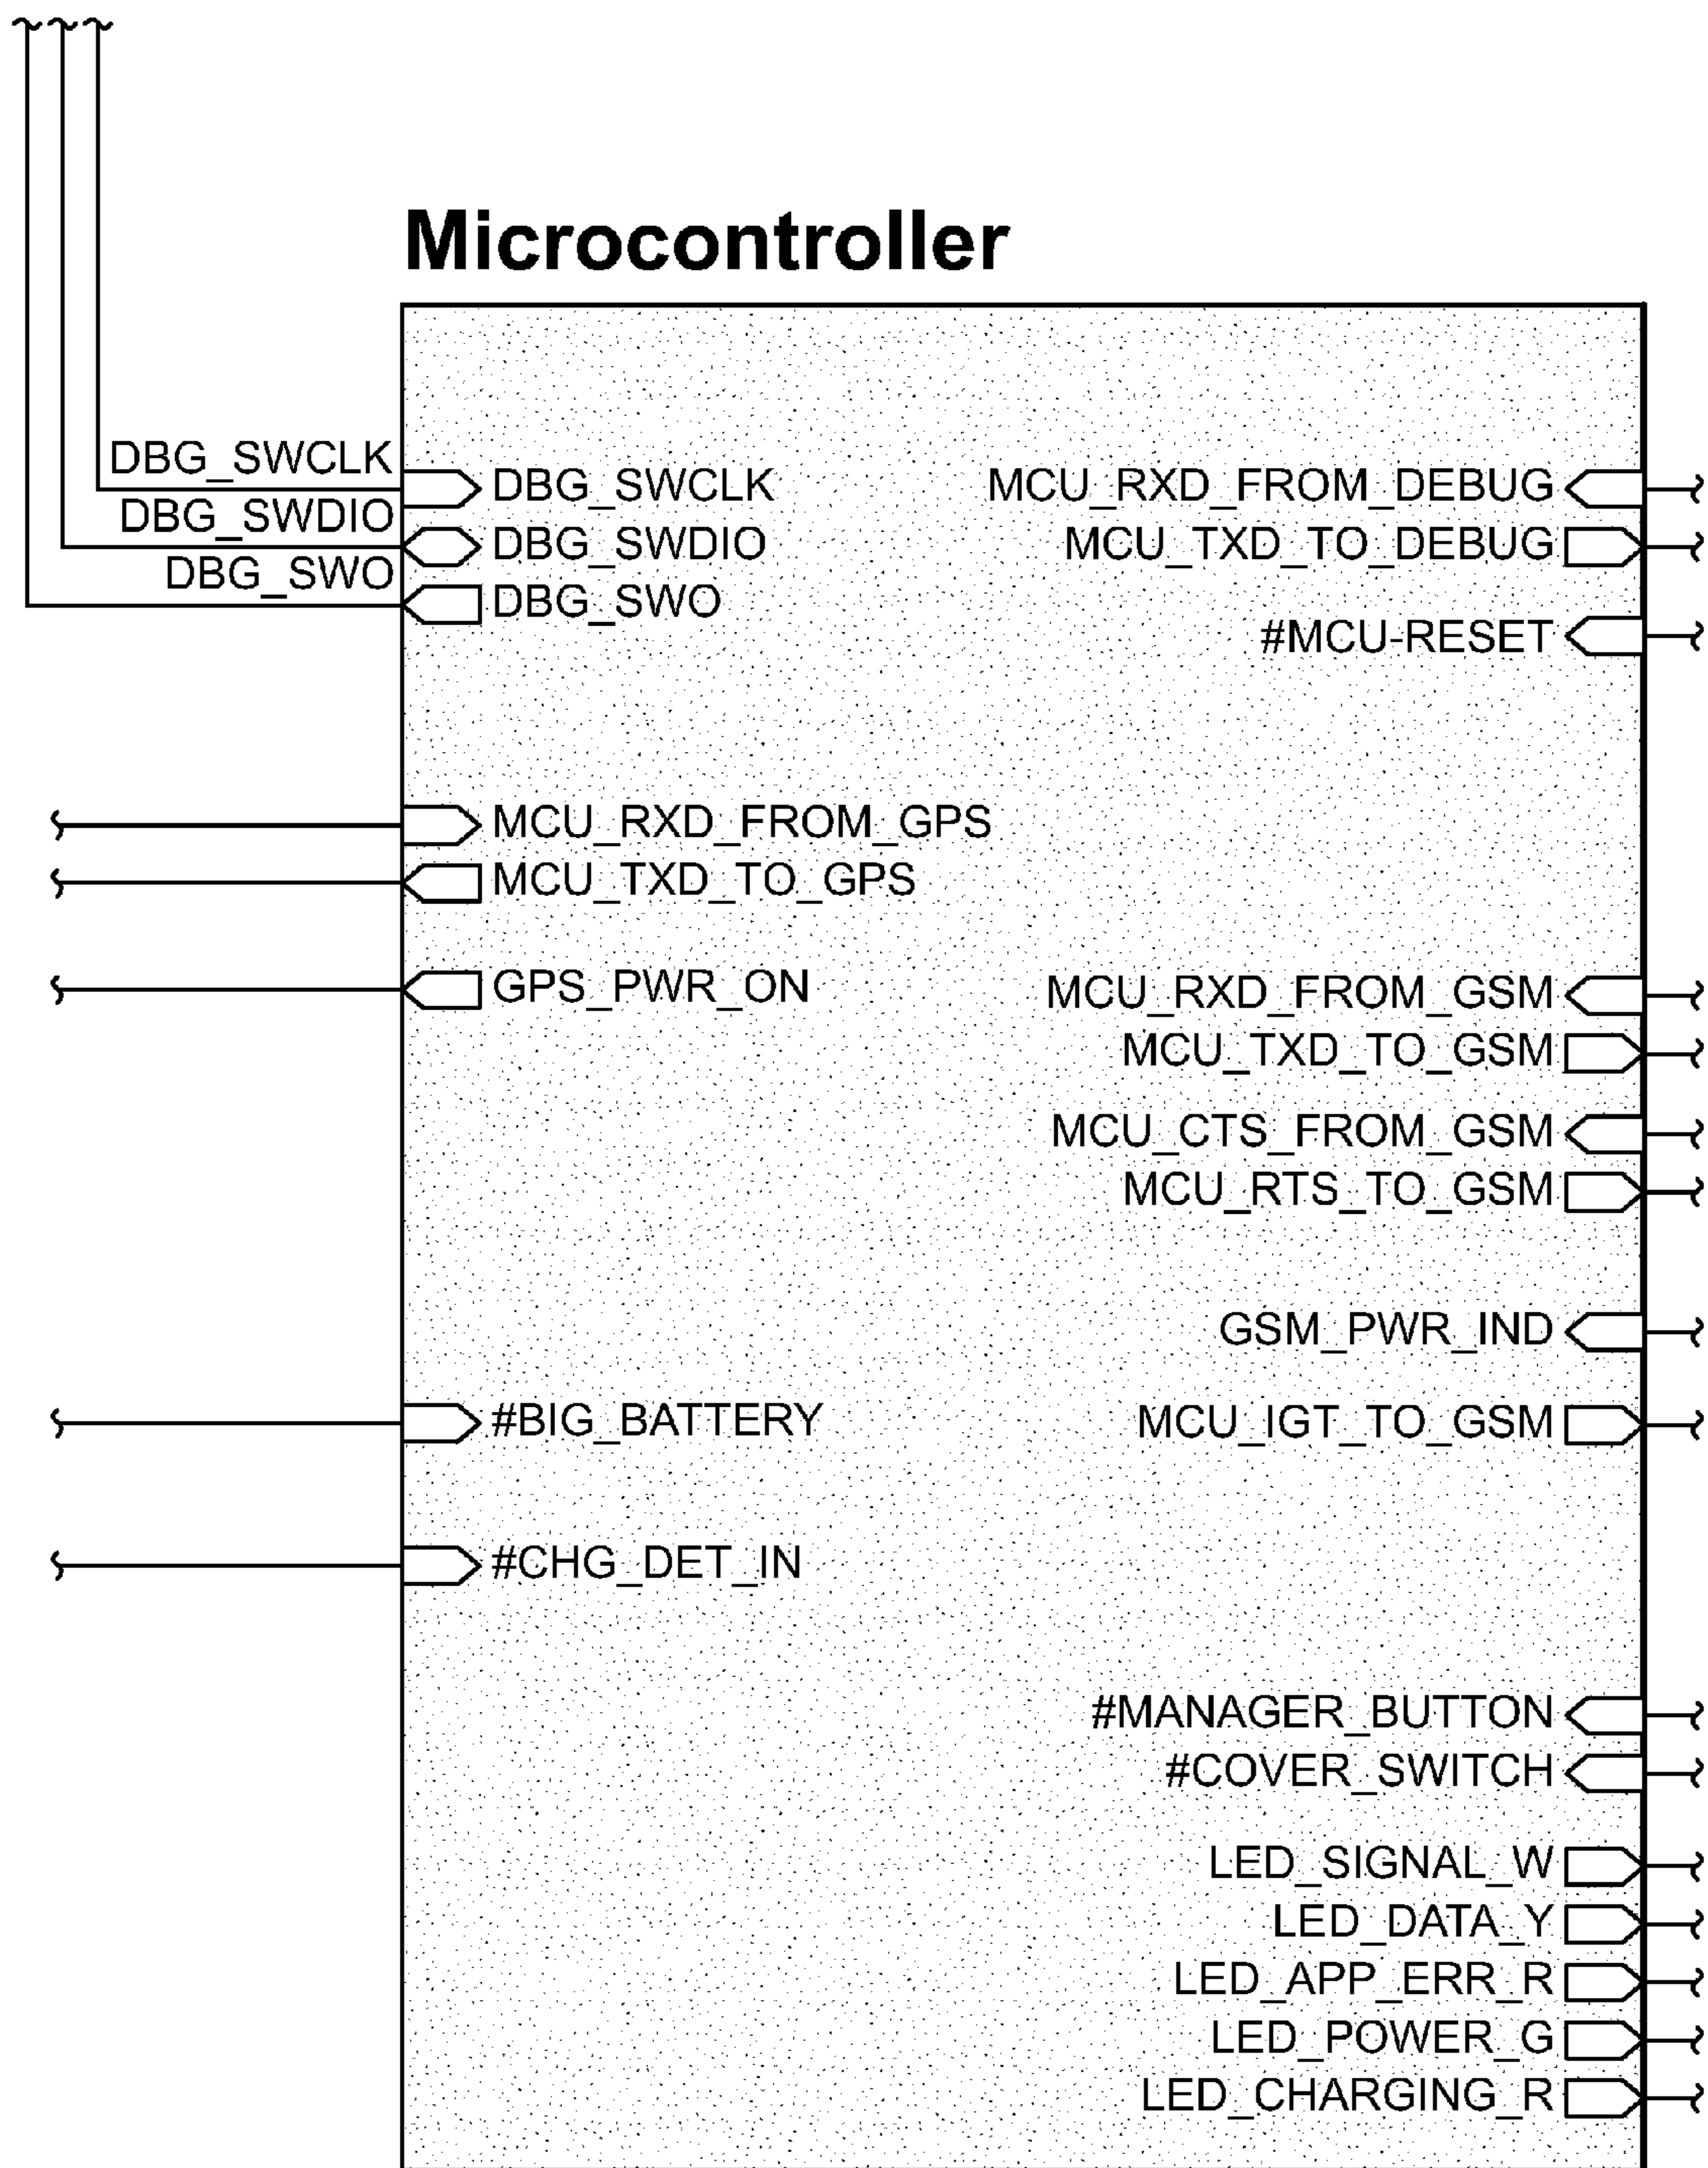 Microcontroller
DBG_SWCLK
DBG_SWDIO
DBG_SWO
DBG_SWCLK
DBG_SWDIO
DBG_SWO
MCU_RXD_FROM_GPS
MCU_TXD_TO_GPS
GPS_PWR_ON
#BIG_BATTERY
#CHG_DET_IN
MCU_RXD_FROM_DEBUG
MCU_TXD_TO_DEBUG
#MCU-RESET
MCU_RXD_FROM_GSM
MCU_TXD_TO_GSM
MCU_CTS_FROM_GSM
MCU_RTS_TO_GSM
GSM_PWR_IND
MCU_IGT_TO_GSM
#MANAGER_BUTTON
#COVER_SWITCH
LED_SIGNAL_W
LED_DATA_Y
LED_APP_ERR_R
LED_POWER_G
LED_CHARGING_R